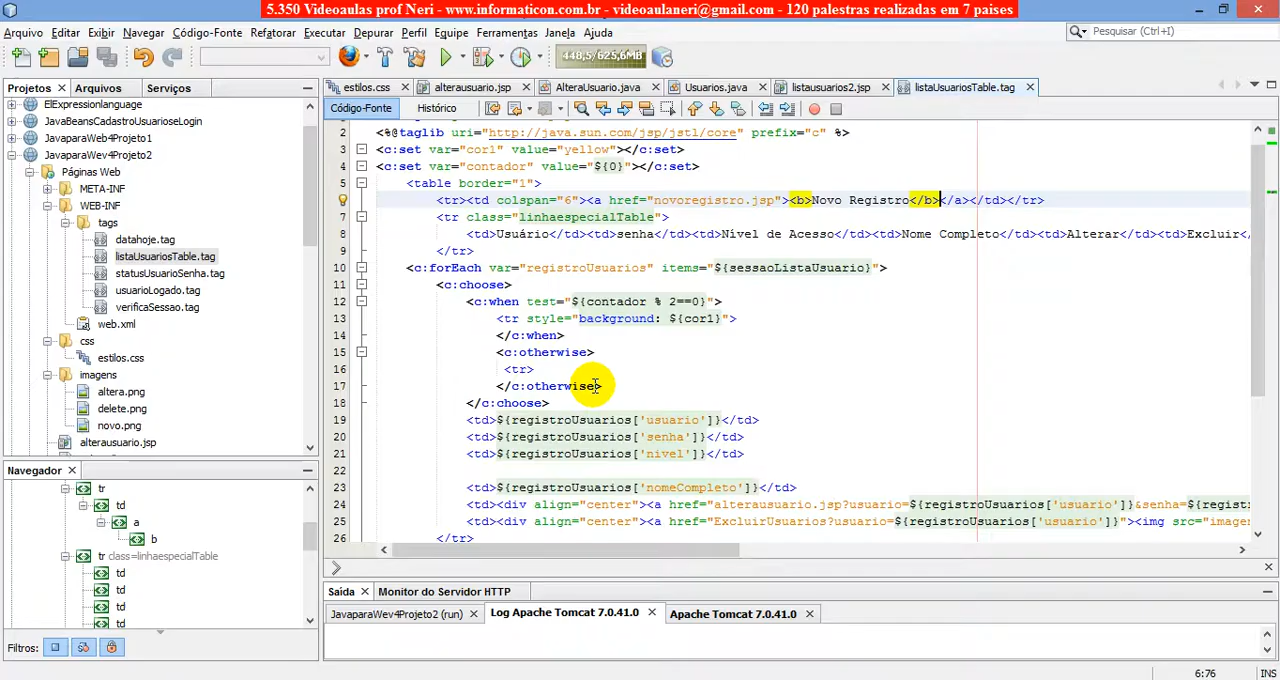 5.350 Videoaulas prof Neri - www.informaticon.com.br - videoaulaneri@gmail.com - 120 palestras realizadas em 7 paises
Arquivo Editar Exibir Navegar Código-Fonte Refatorar Executar Depurar Perfil Equipe Ferramentas Janela Ajuda
Pesquisar (Ctrl+I)
448,5/625,6MB
Projetos Arquivos Serviços
estilos.css alterausuario.jsp AlteraUsuario.java Usuarios.java listausuarios2.jsp listaUsuariosTable.tag
Código-Fonte Histórico
ElExpressionlanguage
JavaBeansCadastroUsuarioseLogin
JavaparaWeb4Projeto1
JavaparaWev4Projeto2
Páginas Web
META-INF
WEB-INF
tags
datahoje.tag
listaUsuariosTable.tag
statusUsuarioSenha.tag
usuarioLogado.tag
verificaSessao.tag
web.xml
css
estilos.css
imagens
altera.png
delete.png
novo.png
alterausuario.jsp
2 <%@taglib uri="http://java.sun.com/jsp/jstl/core" prefix="c" %>
3 <c:set var="cor1" value="yellow"></c:set>
4 <c:set var="contador" value="${0}"></c:set>
5 <table border="1">
<tr><td colspan="6"><a href="novoregistro.jsp"><b>Novo Registro</b></a></td></tr>
7 <tr class="linhaespecialTable">
8 <td>Usuário</td><td>senha</td><td>Nível de Acesso</td><td>Nome Completo</td><td>Alterar</td><td>Excluir</
9 </tr>
10 <c:forEach var="registroUsuarios" items="${sessaoListaUsuario}">
11 <c:choose>
12 <c:when test="${contador % 2==0}">
13 <tr style="background: ${cor1}">
14 </c:when>
15 <c:otherwise>
16 <tr>
17 </c:otherwise>
18 </c:choose>
19 <td>${registroUsuarios['usuario']}</td>
20 <td>${registroUsuarios['senha']}</td>
21 <td>${registroUsuarios['nivel']}</td>
22
23 <td>${registroUsuarios['nomeCompleto']}</td>
24 <td><div align="center"><a href="alterausuario.jsp?usuario=${registroUsuarios['usuario']}&senha=${registr
25 <td><div align="center"><a href="ExcluirUsuarios?usuario=${registroUsuarios['usuario']}"><img src="imagen
26 </tr>
Navegador
tr
td
a
b
tr class=linhaespecialTable
td
td
td
td
Filtros:
Saída Monitor do Servidor HTTP
JavaparaWev4Projeto2 (run) Log Apache Tomcat 7.0.41.0 Apache Tomcat 7.0.41.0
6:76 INS